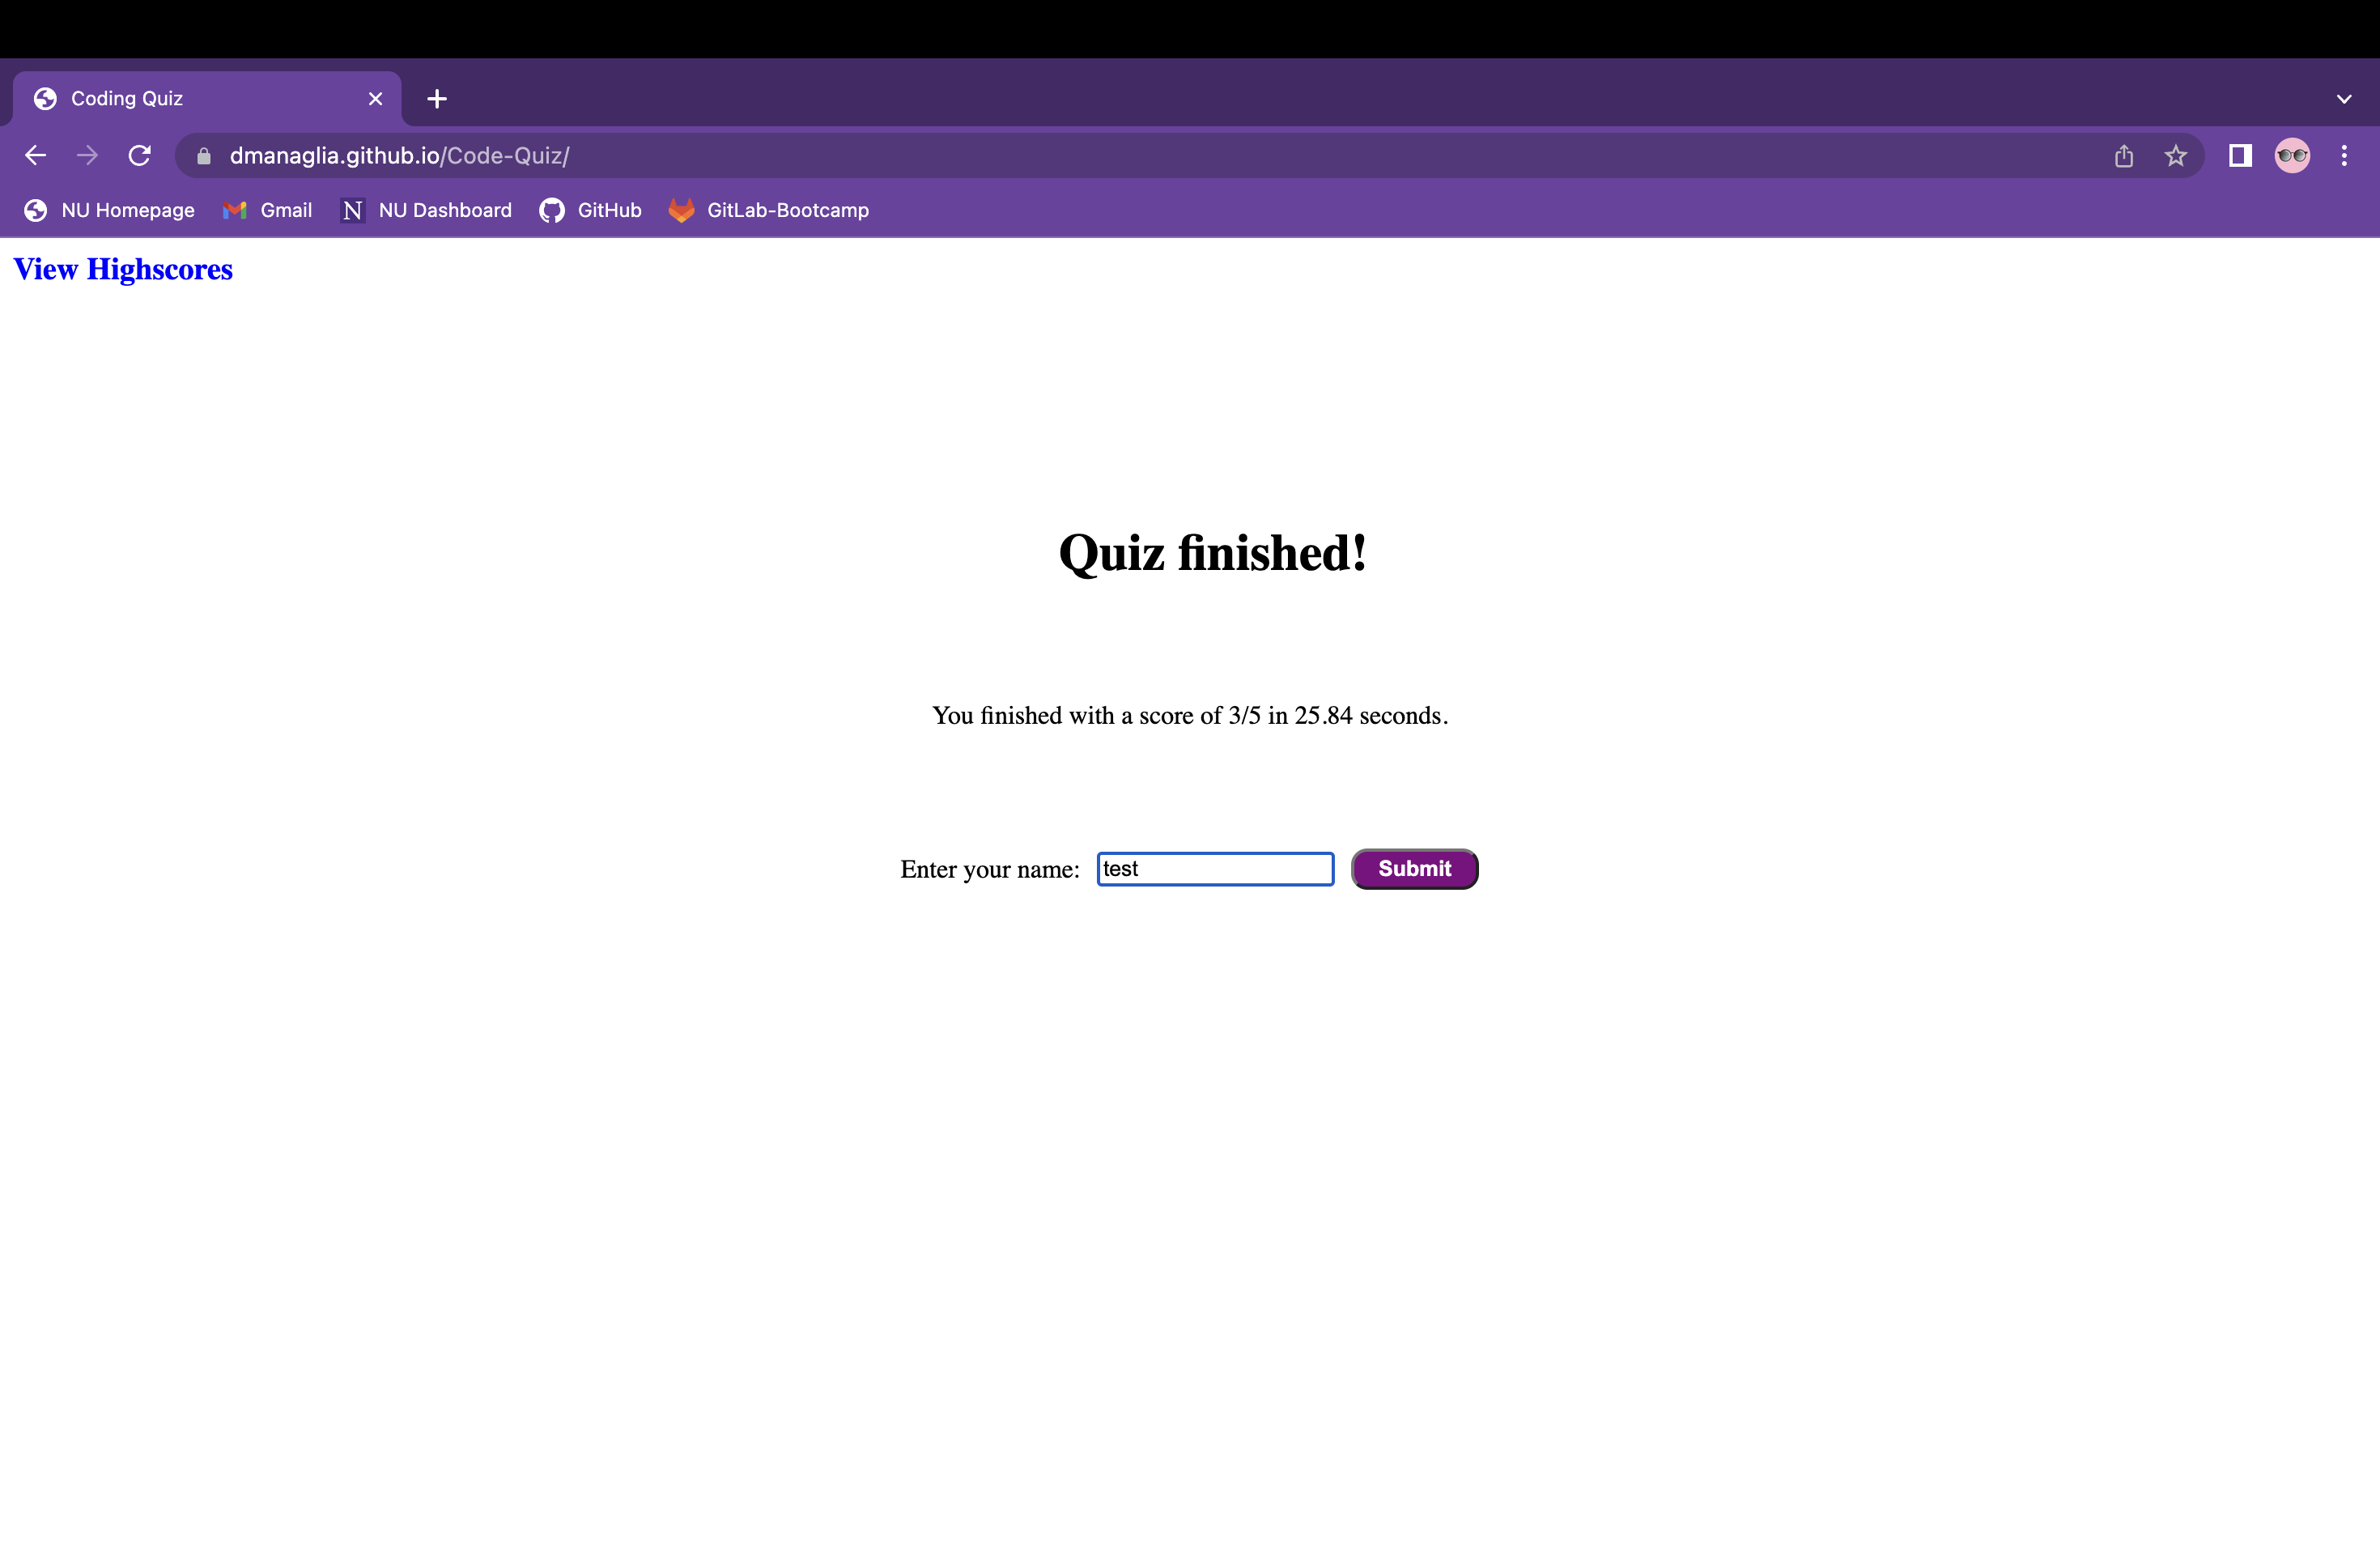 Coding Quiz
dmanaglia.github.io/Code-Quiz/
NU Homepage Gmail N NU Dashboard GitHub GitLab-Bootcamp
View Highscores
Quiz finished!
You finished with a score of 3/5 in 25.84 seconds.
Enter your name: test Submit